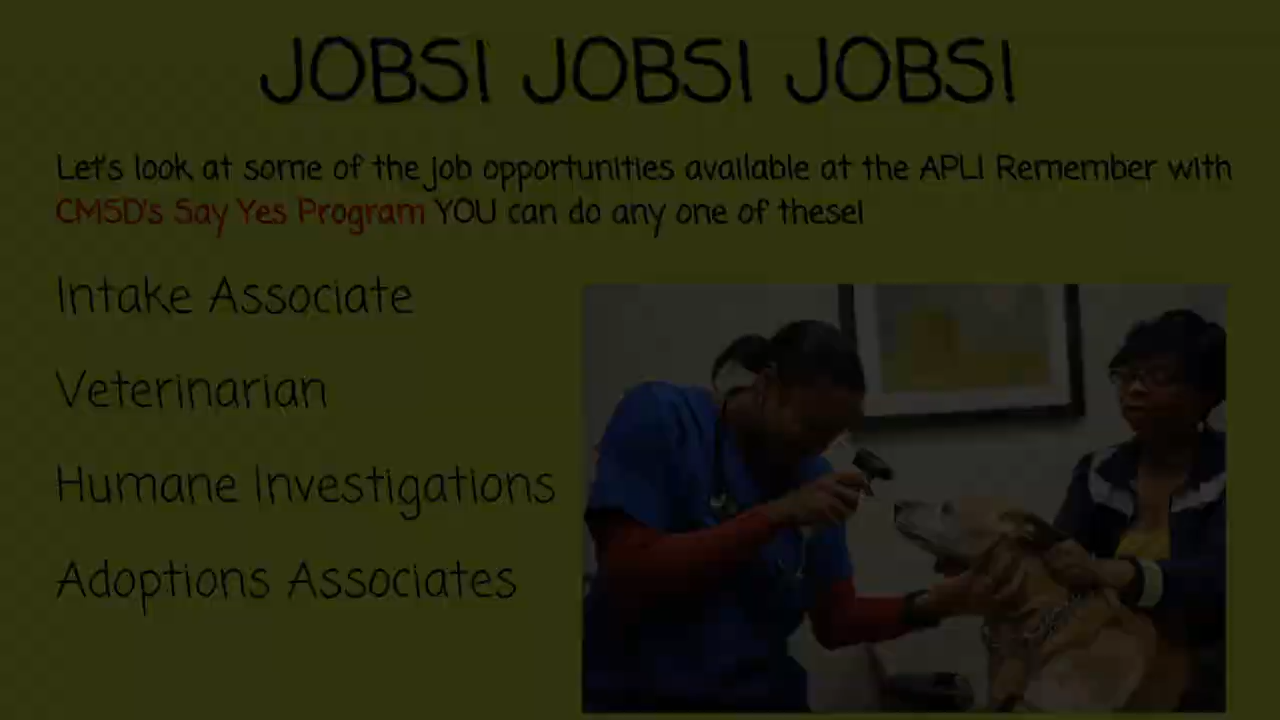 JOBS! JOBS! JOBS!
Let's look at some of the job opportunities available at the APL! Remember with
CMSD's Say Yes Program YOU can do any one of these!
Intake Associate
Veterinarian
Humane Investigations
Adoptions Associates